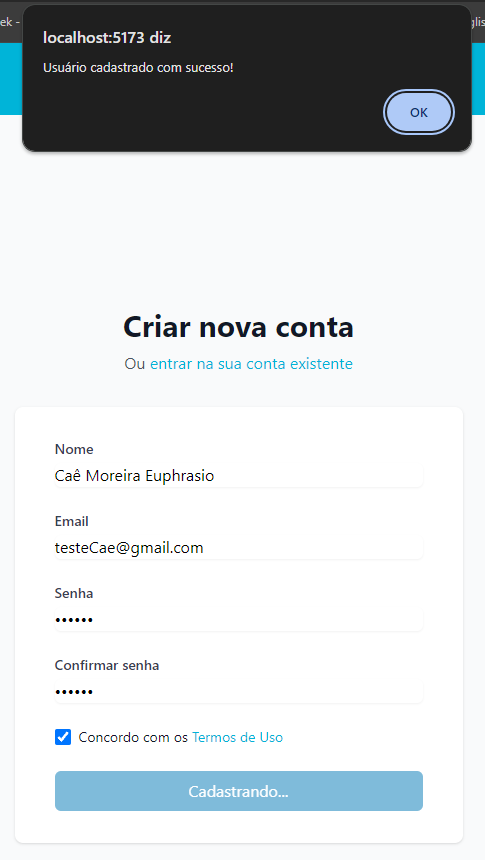 ek -
localhost:5173 diz
glis
Usuário cadastrado com sucesso!
OK
Criar nova conta
Ou entrar na sua conta existente
Nome
Caê Moreira Euphrasio
Email
testeCae@gmail.com
Senha
••••••
Confirmar senha
••••••
Concordo com os Termos de Uso
Cadastrando...